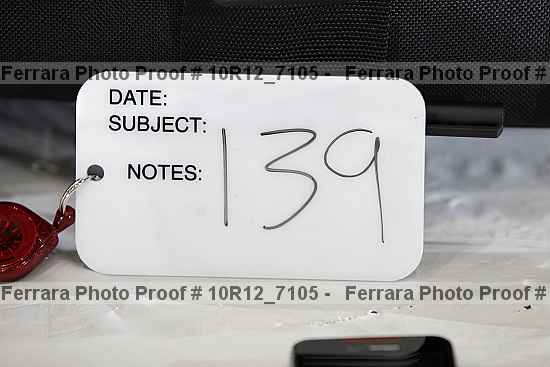 Ferrara Photo Proof # 10R12_7105 - Ferrara Photo Proof #
DATE:
SUBJECT:
139
NOTES:
Ferrara Photo Proof # 10R12_7105 - Ferrara Photo Proof #